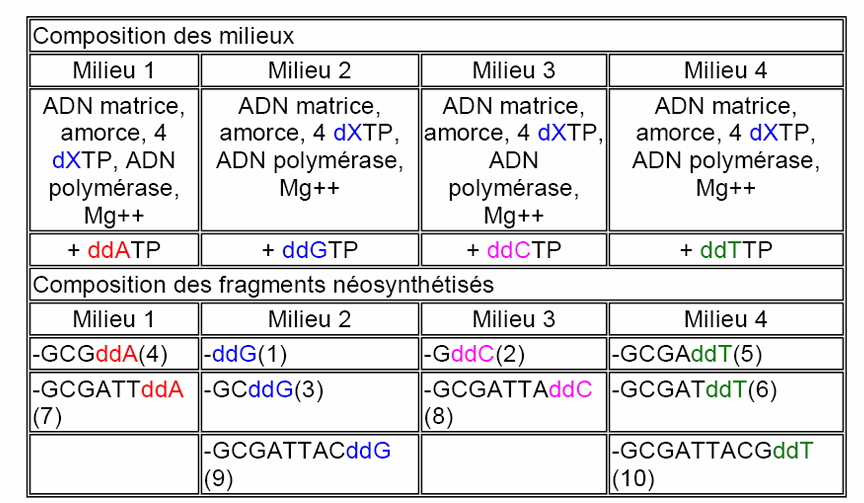 Composition des milieux
Milieu 1 Milieu 2 Milieu 3 Milieu 4
ADN matrice,
amorce, 4
dXTP, ADN
polymérase,
Mg++
ADN matrice,
amorce, 4 dXTP,
ADN polymérase,
Mg++
ADN matrice,
amorce, 4 dXTP,
ADN
polymérase,
Mg++
ADN matrice,
amorce, 4 dXTP,
ADN polymérase,
Mg++
+ ddATP + ddGTP + ddCTP + ddTTP
Composition des fragments néosynthétisés
Milieu 1 Milieu 2 Milieu 3 Milieu 4
-GCGddA(4) -ddG(1) -GddC(2) -GCGAddT(5)
-GCGATTddA
(7)
-GCddG(3)
-GCGATTAddC
(8)
-GCGATddT(6)
-GCGATTACddG
(9)
-GCGATTACGddT
(10)